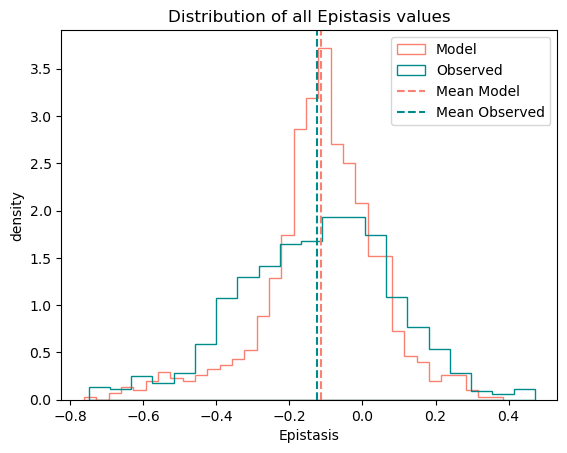 Distribution of all Epistasis values
Model
Observed
Mean Model
Mean Observed
density
3.5
3.0
2.5
2.0
1.5
1.0
0.5
0.0
−0.8 −0.6 −0.4 −0.2 0.0 0.2 0.4
Epistasis